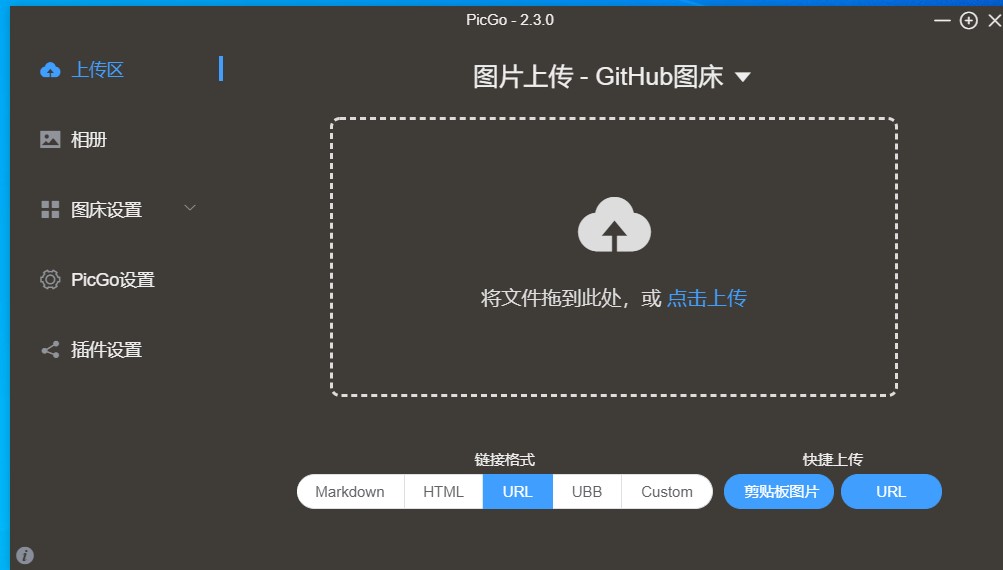 PicGo - 2.3.0
上传区
相册
图床设置
PicGo设置
插件设置
图片上传 - GitHub图床
将文件拖到此处，或 点击上传
链接格式
Markdown HTML URL UBB Custom
快捷上传
剪贴板图片 URL